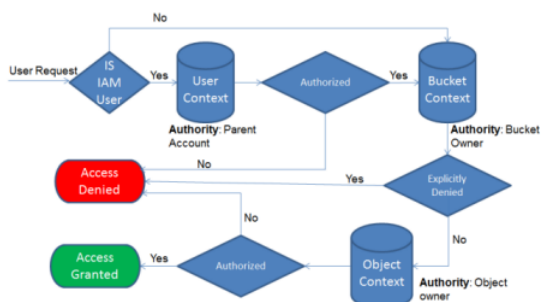 No
User Request
IS
IAM
User
Yes
User
Context
Authorized
Yes
Bucket
Context
Authority: Parent
Account
Authority: Bucket
Owner
No
Access
Denied
Yes
Explicitly
Denied
No
No
Access
Granted
Yes
Authorized
Object
Context
Authority: Object
owner